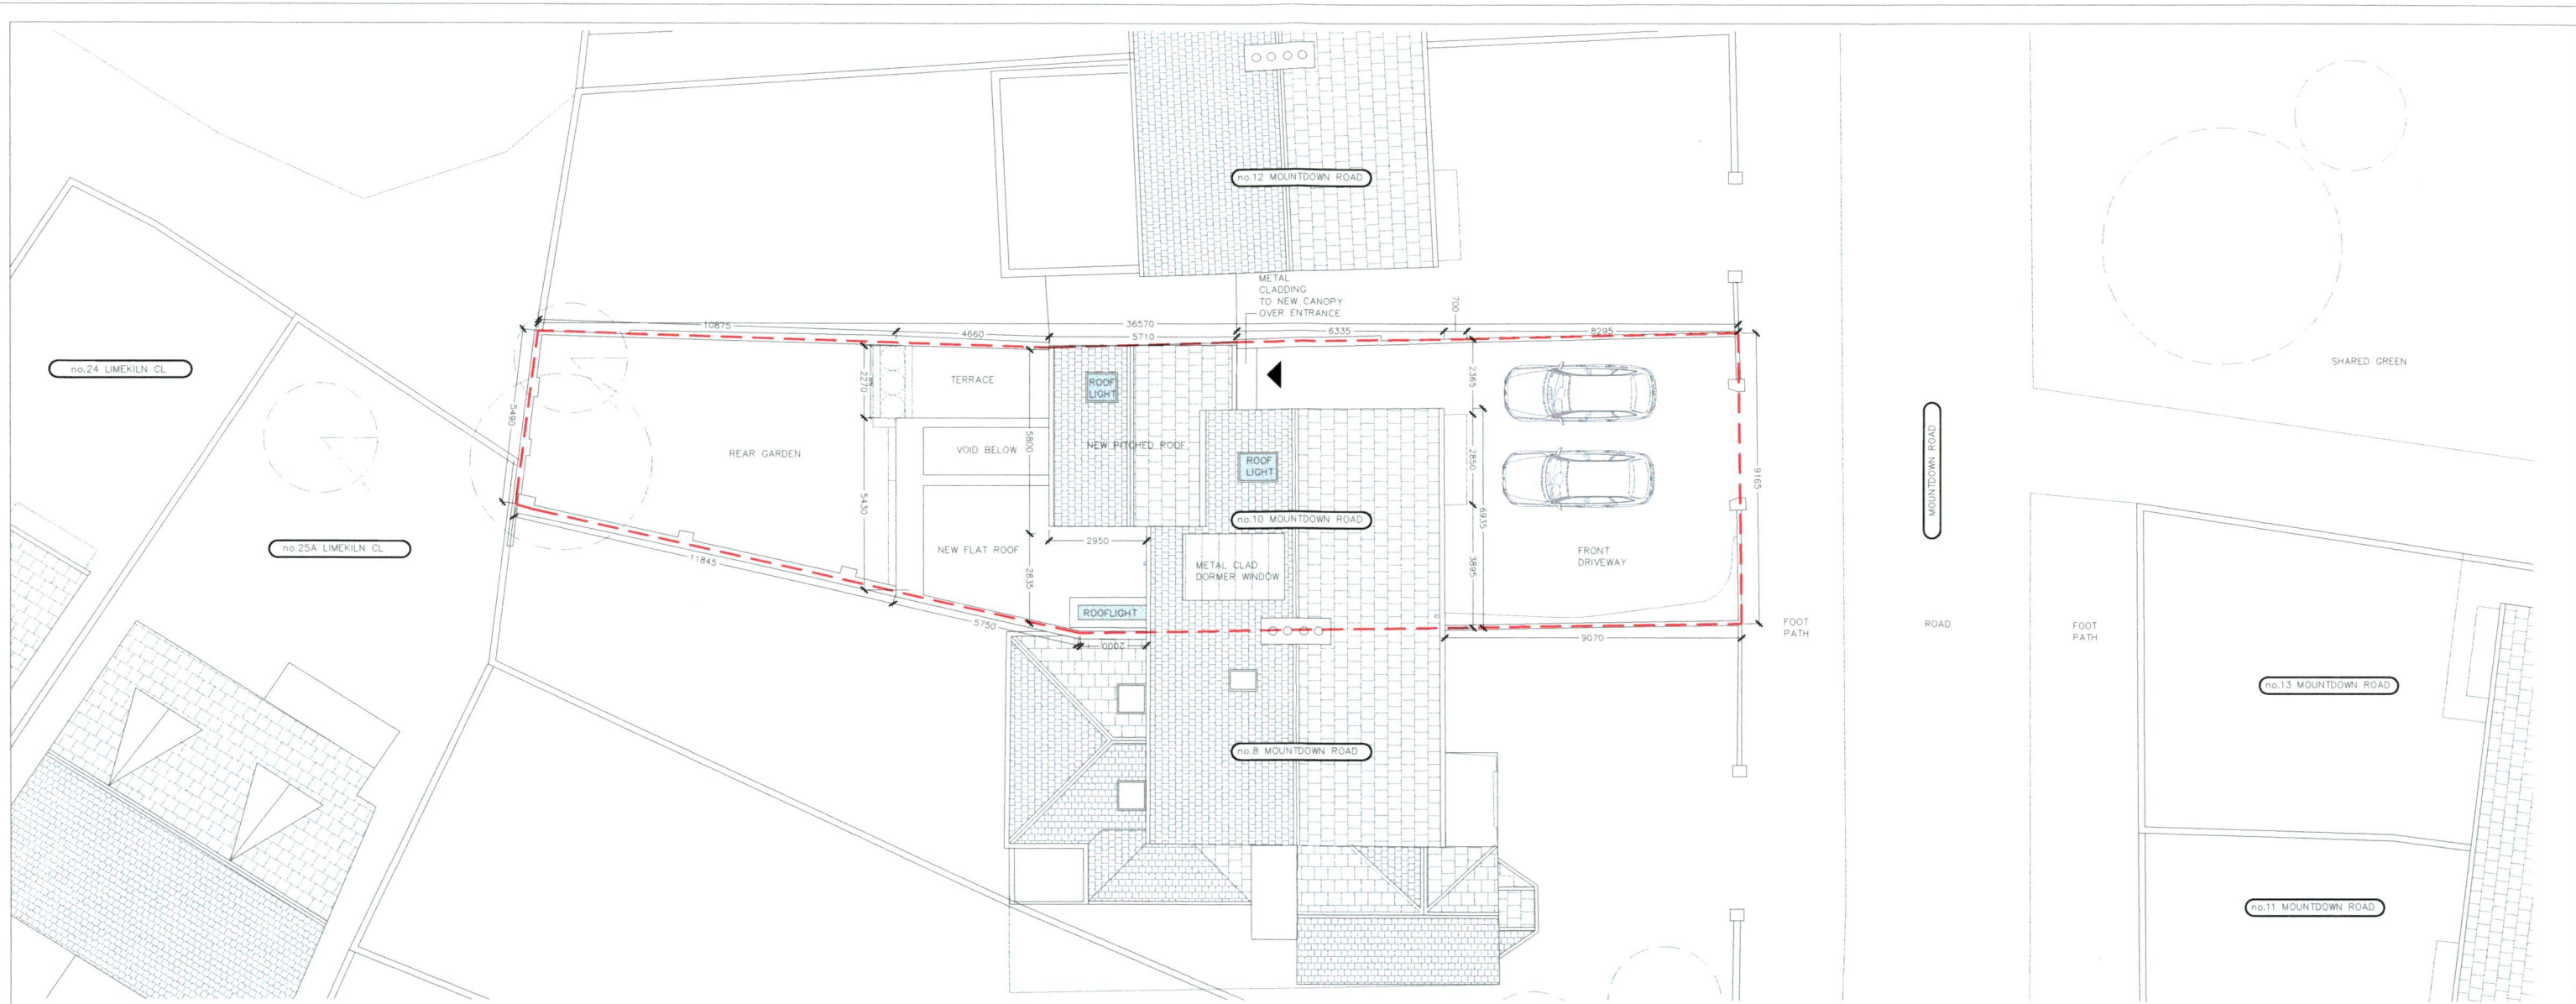 no.12 MOUNTDOWN ROAD
METAL
CLADDING
TO NEW CANOPY
OVER ENTRANCE
700
10875
4660
36570
5710
6335
8295
no.24 LIMEKILN CL
SHARED GREEN
2270
TERRACE
ROOF
LIGHT
2365
5490
REAR GARDEN
VOID BELOW
5800
NEW PITCHED ROOF
ROOF
LIGHT
2850
9165
MOUNTDOWN ROAD
5430
6935
no.10 MOUNTDOWN ROAD
no.25A LIMEKILN CL
NEW FLAT ROOF
2950
2835
METAL CLAD
DORMER WINDOW
3895
FRONT
DRIVEWAY
11845
ROOFLIGHT
5750
2000
9070
FOOT
PATH
ROAD
FOOT
PATH
no.13 MOUNTDOWN ROAD
no.8 MOUNTDOWN ROAD
no.11 MOUNTDOWN ROAD